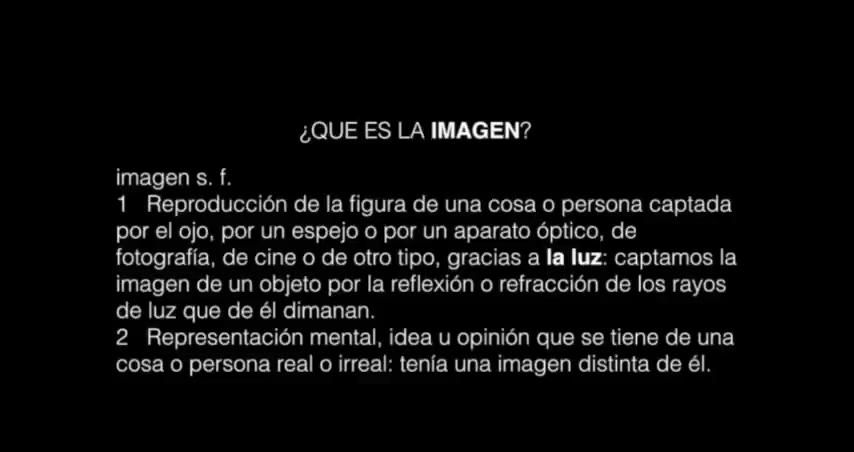 ¿QUE ES LA IMAGEN?
imagen s. f.
1 Reproducción de la figura de una cosa o persona captada
por el ojo, por un espejo o por un aparato óptico, de
fotografía, de cine o de otro tipo, gracias a la luz: captamos la
imagen de un objeto por la reflexión o refracción de los rayos
de luz que de él dimanan.
2 Representación mental, idea u opinión que se tiene de una
cosa o persona real o irreal: tenía una imagen distinta de él.